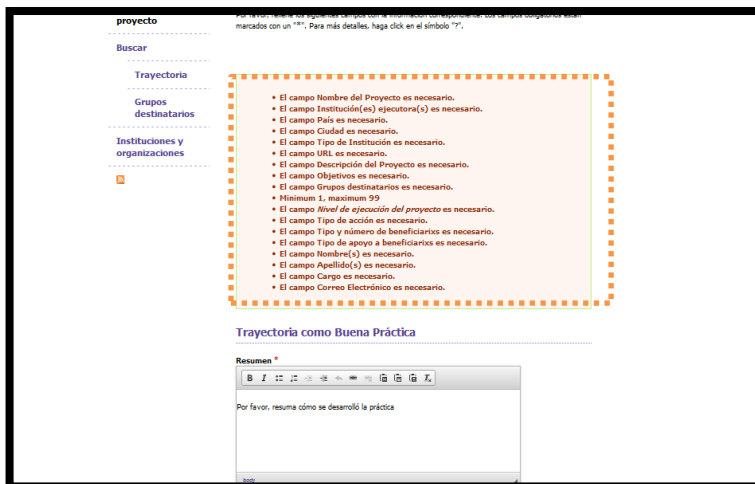 proyecto
Buscar
Trayectoria
Grupos
destinatarios
Instituciones y
organizaciones
Por favor, rellene los siguientes campos con la información correspondiente. Los campos obligatorios están
marcados con un "*". Para más detalles, haga click en el símbolo "?".
• El campo Nombre del Proyecto es necesario.
• El campo Institución(es) ejecutora(s) es necesario.
• El campo País es necesario.
• El campo Ciudad es necesario.
• El campo Tipo de Institución es necesario.
• El campo URL es necesario.
• El campo Descripción del Proyecto es necesario.
• El campo Objetivos es necesario.
• El campo Grupos destinatarios es necesario.
• Minimum 1, maximum 99
• El campo Nivel de ejecución del proyecto es necesario.
• El campo Tipo de acción es necesario.
• El campo Tipo y número de beneficiarixs es necesario.
• El campo Tipo de apoyo a beneficiarixs es necesario.
• El campo Nombre(s) es necesario.
• El campo Apellido(s) es necesario.
• El campo Cargo es necesario.
• El campo Correo Electrónico es necesario.
Trayectoria como Buena Práctica
Resumen *
B I
Por favor, resuma cómo se desarrolló la práctica
body